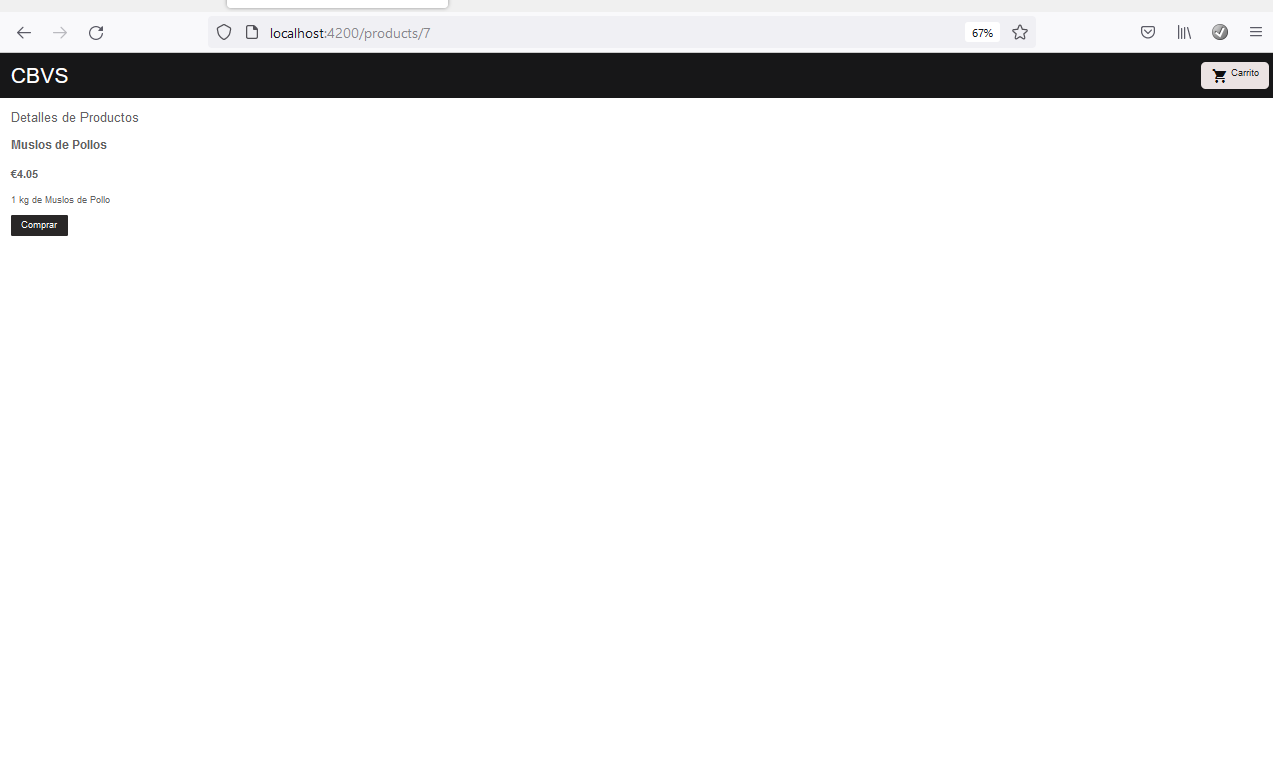 localhost:4200/products/7
67%
CBVS
Carrito
Detalles de Productos
Muslos de Pollos
€4.05
1 kg de Muslos de Pollo
Comprar